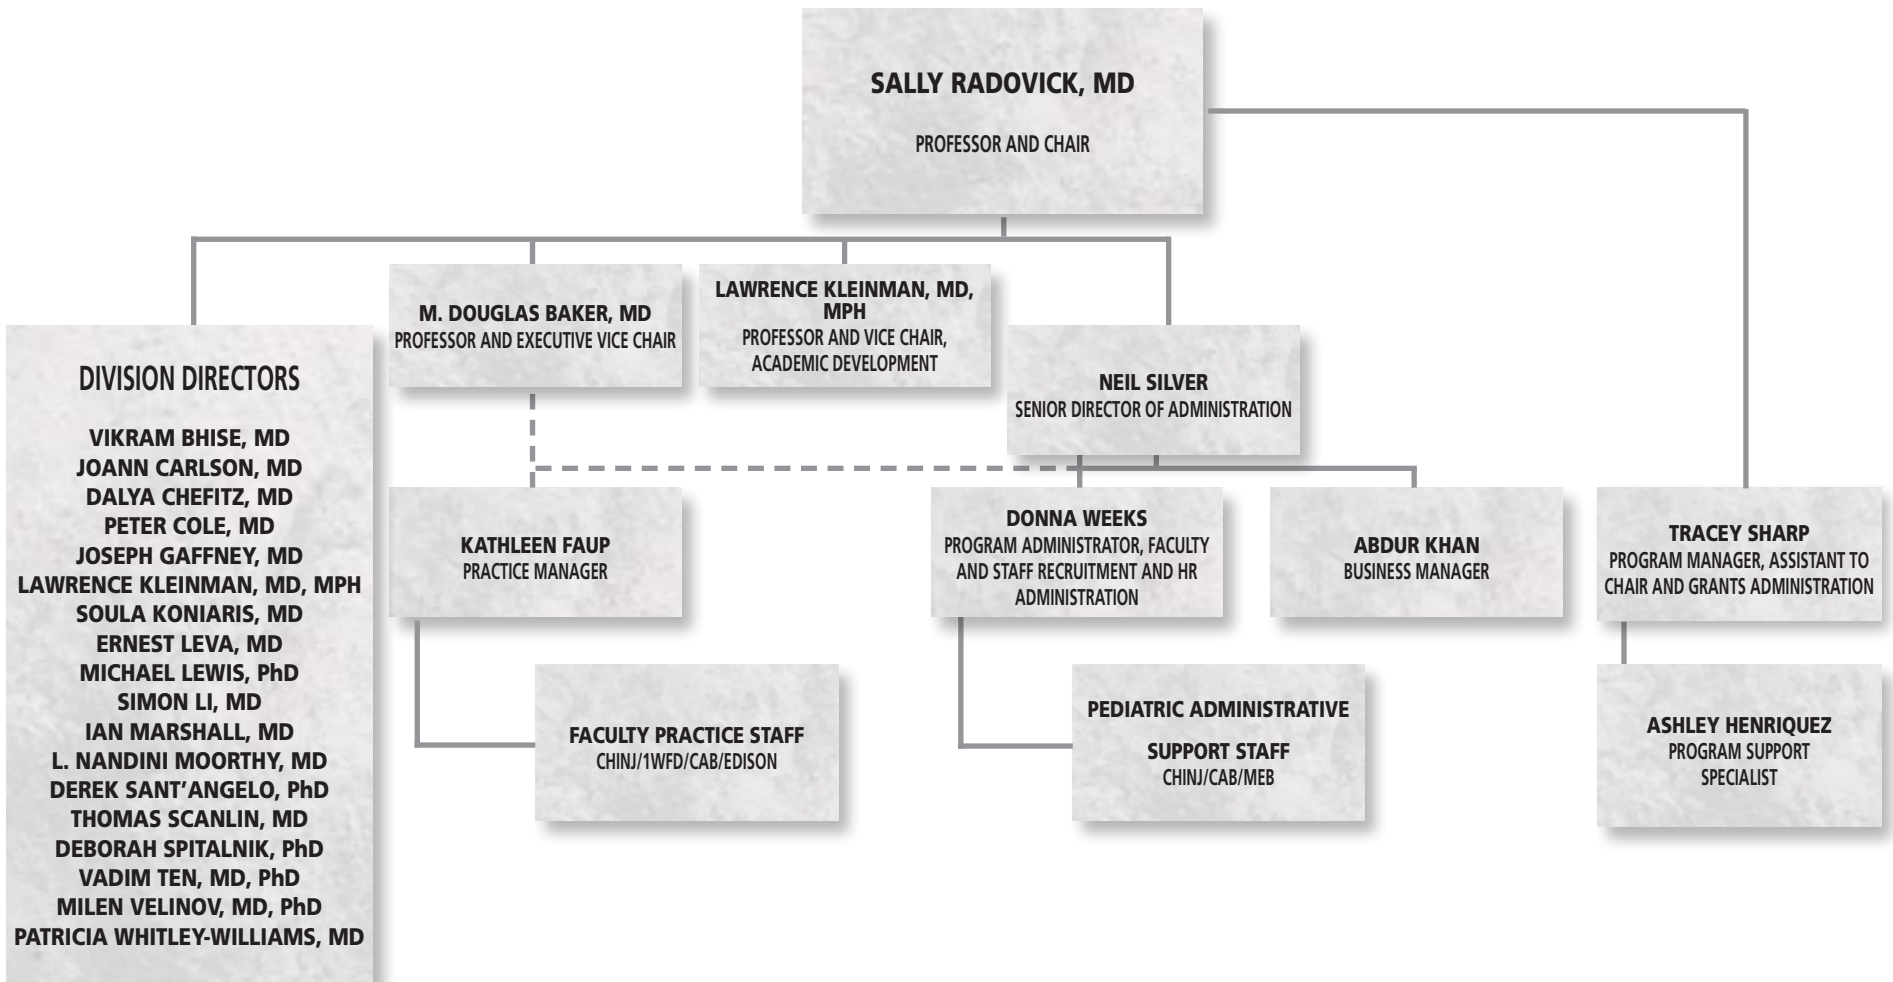 SALLY RADOVICK, MD
PROFESSOR AND CHAIR
M. DOUGLAS BAKER, MD
PROFESSOR AND EXECUTIVE VICE CHAIR
LAWRENCE KLEINMAN, MD,
MPH
PROFESSOR AND VICE CHAIR,
ACADEMIC DEVELOPMENT
NEIL SILVER
SENIOR DIRECTOR OF ADMINISTRATION
DIVISION DIRECTORS
VIKRAM BHISE, MD
JOANN CARLSON, MD
DALYA CHEFITZ, MD
PETER COLE, MD
JOSEPH GAFFNEY, MD
LAWRENCE KLEINMAN, MD, MPH
SOULA KONIARIS, MD
ERNEST LEVA, MD
MICHAEL LEWIS, PhD
SIMON LI, MD
IAN MARSHALL, MD
L. NANDINI MOORTHY, MD
DEREK SANT’ANGELO, PhD
THOMAS SCANLIN, MD
DEBORAH SPITALNIK, PhD
VADIM TEN, MD, PhD
MILEN VELINOV, MD, PhD
PATRICIA WHITLEY-WILLIAMS, MD
KATHLEEN FAUP
PRACTICE MANAGER
DONNA WEEKS
PROGRAM ADMINISTRATOR, FACULTY
AND STAFF RECRUITMENT AND HR
ADMINISTRATION
ABDUR KHAN
BUSINESS MANAGER
TRACEY SHARP
PROGRAM MANAGER, ASSISTANT TO
CHAIR AND GRANTS ADMINISTRATION
FACULTY PRACTICE STAFF
CHINJ/1WFD/CAB/EDISON
PEDIATRIC ADMINISTRATIVE
SUPPORT STAFF
CHINJ/CAB/MEB
ASHLEY HENRIQUEZ
PROGRAM SUPPORT
SPECIALIST